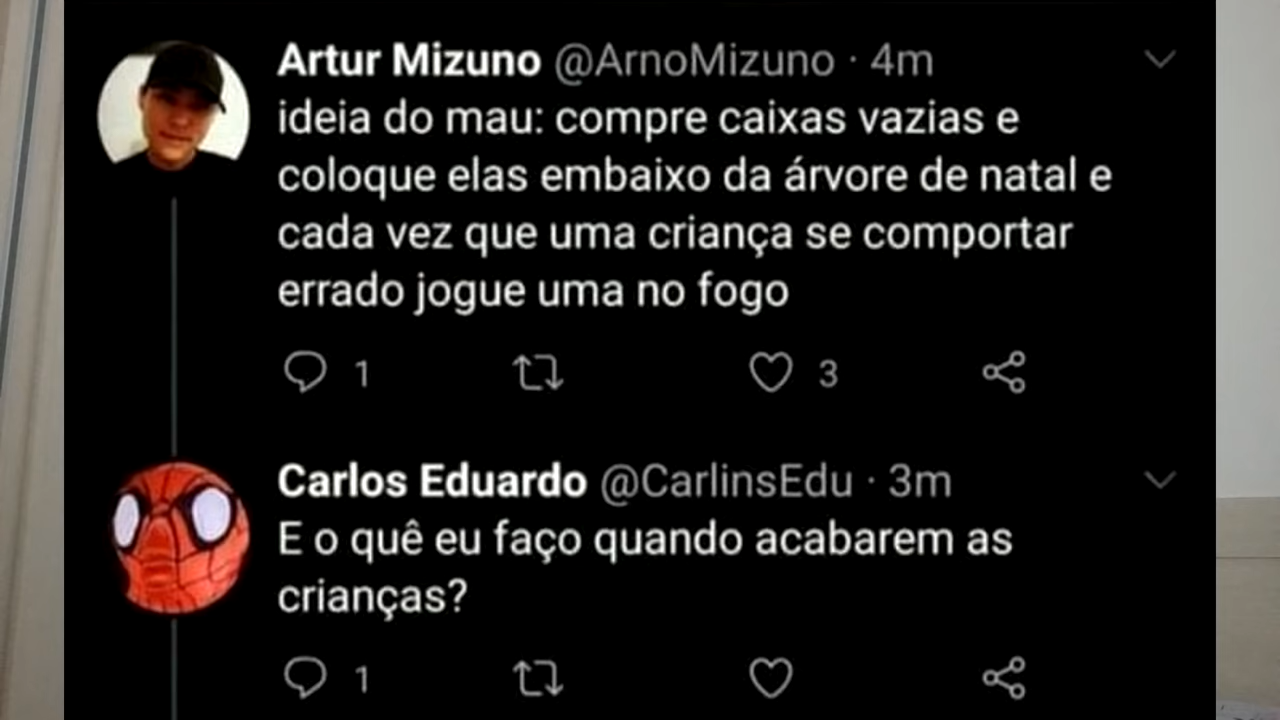 Artur Mizuno @ArnoMizuno · 4m
ideia do mau: compre caixas vazias e
coloque elas embaixo da árvore de natal e
cada vez que uma criança se comportar
errado jogue uma no fogo
1 3
Carlos Eduardo @CarlinsEdu · 3m
E o quê eu faço quando acabarem as
crianças?
1